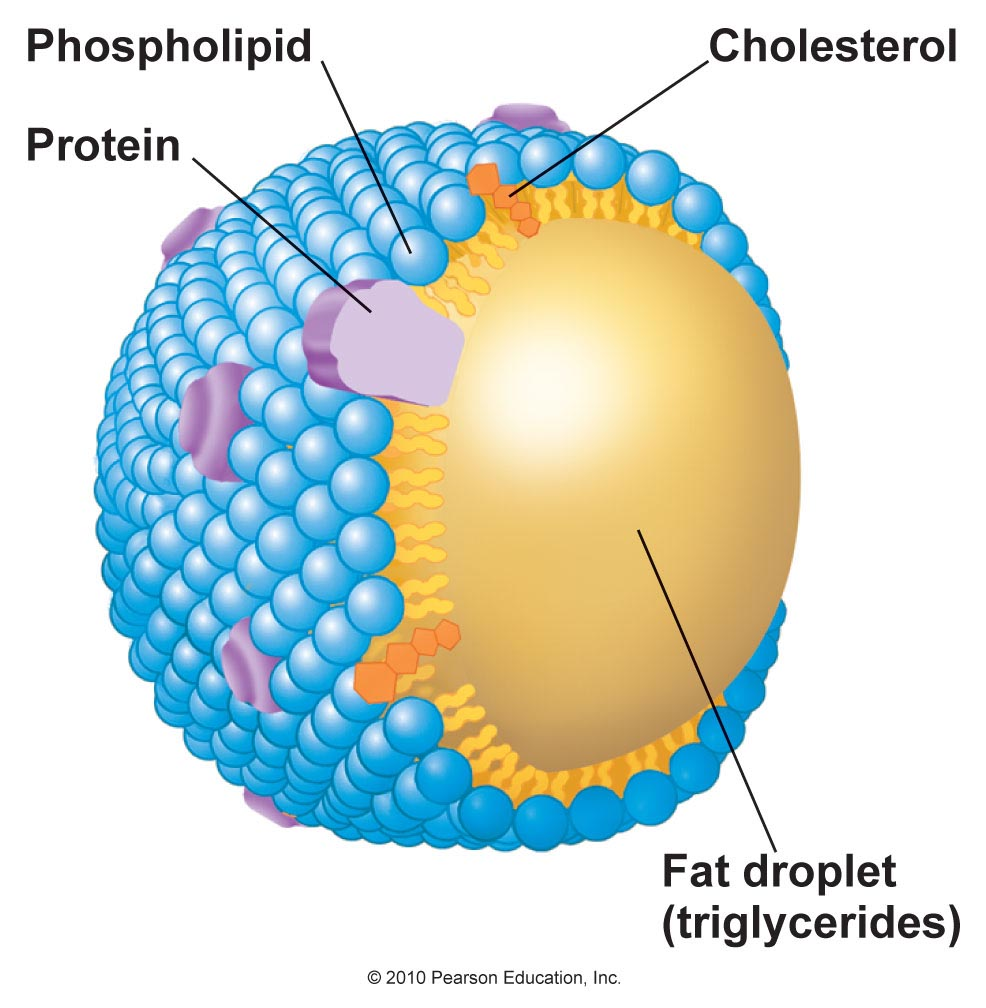 Phospholipid
Cholesterol
Protein
Fat droplet
(triglycerides)
© 2010 Pearson Education, Inc.